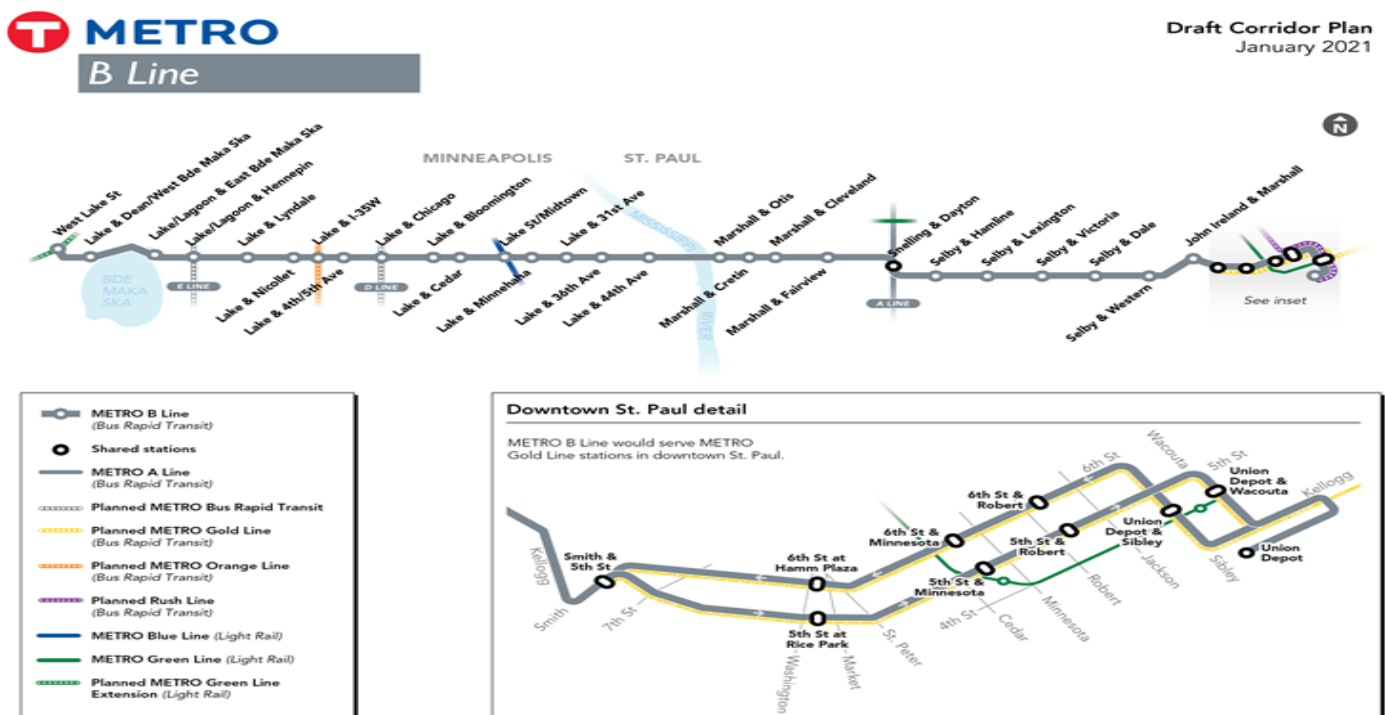 T METRO
B Line
Draft Corridor Plan
January 2021
N
MINNEAPOLIS
ST. PAUL
West Lake St
Lake & Dean/West Bde Maka Ska
Lake/Lagoon & East Bde Maka Ska
Lake/Lagoon & Hennepin
Lake & Lyndale
Lake & Nicollet
Lake & I-35W
Lake & 4th/5th Ave
Lake & Chicago
Lake & Cedar
Lake & Bloomington
Lake & Minnehaha
Lake St/Midtown
Lake & 36th Ave
Lake & 31st Ave
Lake & 44th Ave
Marshall & Cretin
Marshall & Otis
Marshall & Fairview
Marshall & Cleveland
Snelling & Dayton
Selby & Hamline
Selby & Lexington
Selby & Victoria
Selby & Dale
Selby & Western
John Ireland & Marshall
BDE
MAKA
SKA
E LINE
D LINE
A LINE
MISSISSIPPI
RIVER
See inset
METRO B Line
(Bus Rapid Transit)
Shared stations
METRO A Line
(Bus Rapid Transit)
Planned METRO Bus Rapid Transit
Planned METRO Gold Line
(Bus Rapid Transit)
Planned METRO Orange Line
(Bus Rapid Transit)
Planned Rush Line
(Bus Rapid Transit)
METRO Blue Line (Light Rail)
METRO Green Line (Light Rail)
Planned METRO Green Line
Extension (Light Rail)
Downtown St. Paul detail
METRO B Line would serve METRO
Gold Line stations in downtown St. Paul.
Kellogg
Smith
Smith &
5th St
7th St
6th St at
Hamm Plaza
5th St at
Rice Park
Washington
Market
St. Peter
6th St &
Minnesota
5th St &
Minnesota
4th St
Cedar
Minnesota
6th St &
Robert
5th St &
Robert
Robert
Jackson
6th St
Wacouta
5th St
Union
Depot &
Sibley
Sibley
Union
Depot &
Wacouta
Kellogg
Union
Depot